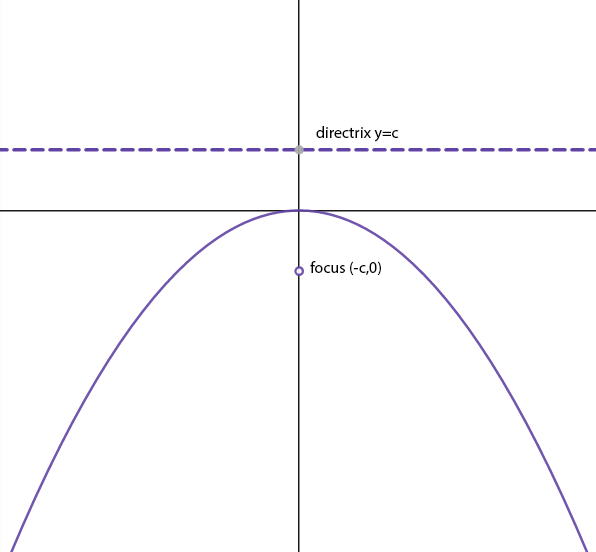 directrix y=c
focus (-c,0)